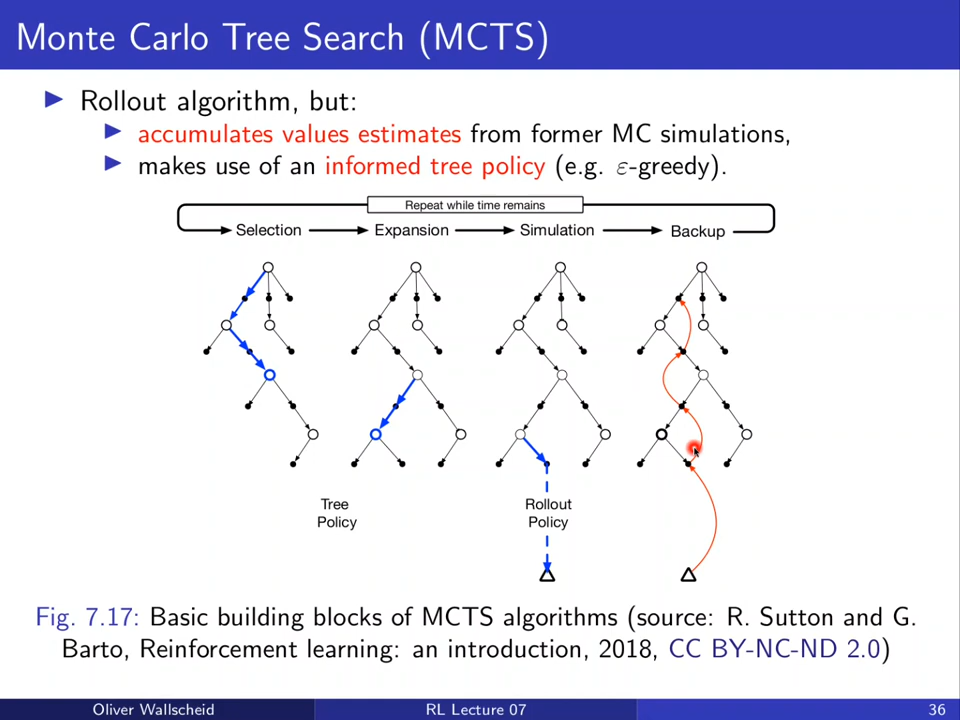 Monte Carlo Tree Search (MCTS)
Rollout algorithm, but:
accumulates values estimates from former MC simulations,
makes use of an informed tree policy (e.g. ε-greedy).
Repeat while time remains
Selection Expansion Simulation Backup
Tree
Policy
Rollout
Policy
Fig. 7.17: Basic building blocks of MCTS algorithms (source: R. Sutton and G.
Barto, Reinforcement learning: an introduction, 2018, CC BY-NC-ND 2.0)
Oliver Wallscheid RL Lecture 07 36